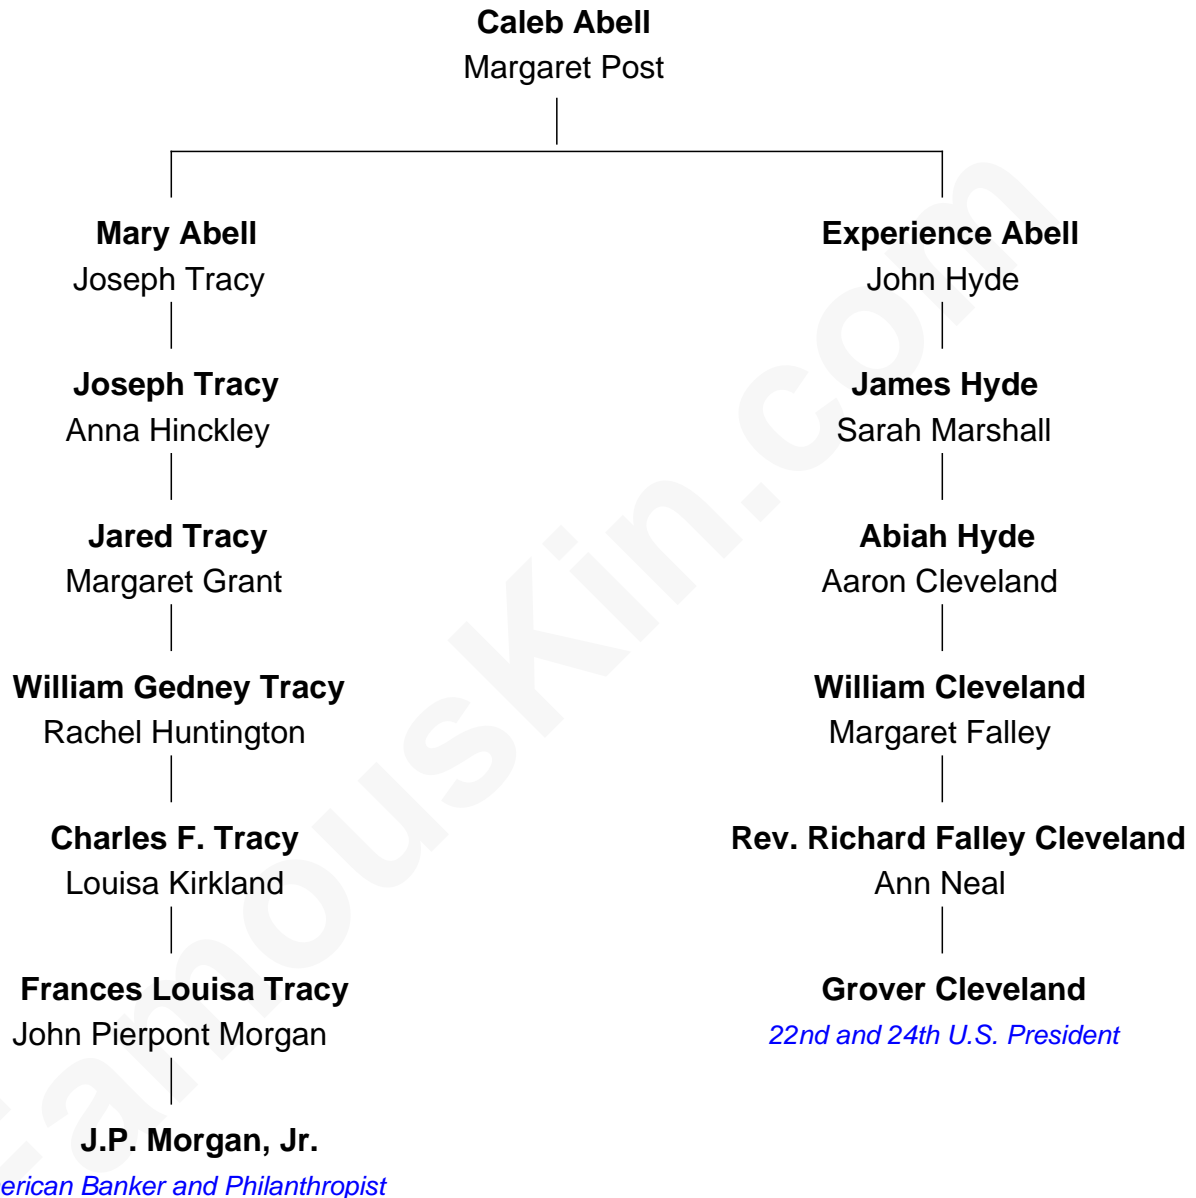 Caleb Abell
Margaret Post
Mary Abell
Joseph Tracy
Experience Abell
John Hyde
Joseph Tracy
Anna Hinckley
James Hyde
Sarah Marshall
Jared Tracy
Margaret Grant
Abiah Hyde
Aaron Cleveland
William Gedney Tracy
Rachel Huntington
William Cleveland
Margaret Falley
Charles F. Tracy
Louisa Kirkland
Rev. Richard Falley Cleveland
Ann Neal
Frances Louisa Tracy
John Pierpont Morgan
Grover Cleveland
22nd and 24th U.S. President
J.P. Morgan, Jr.
erican Banker and Philanthropist
FamousKin.com